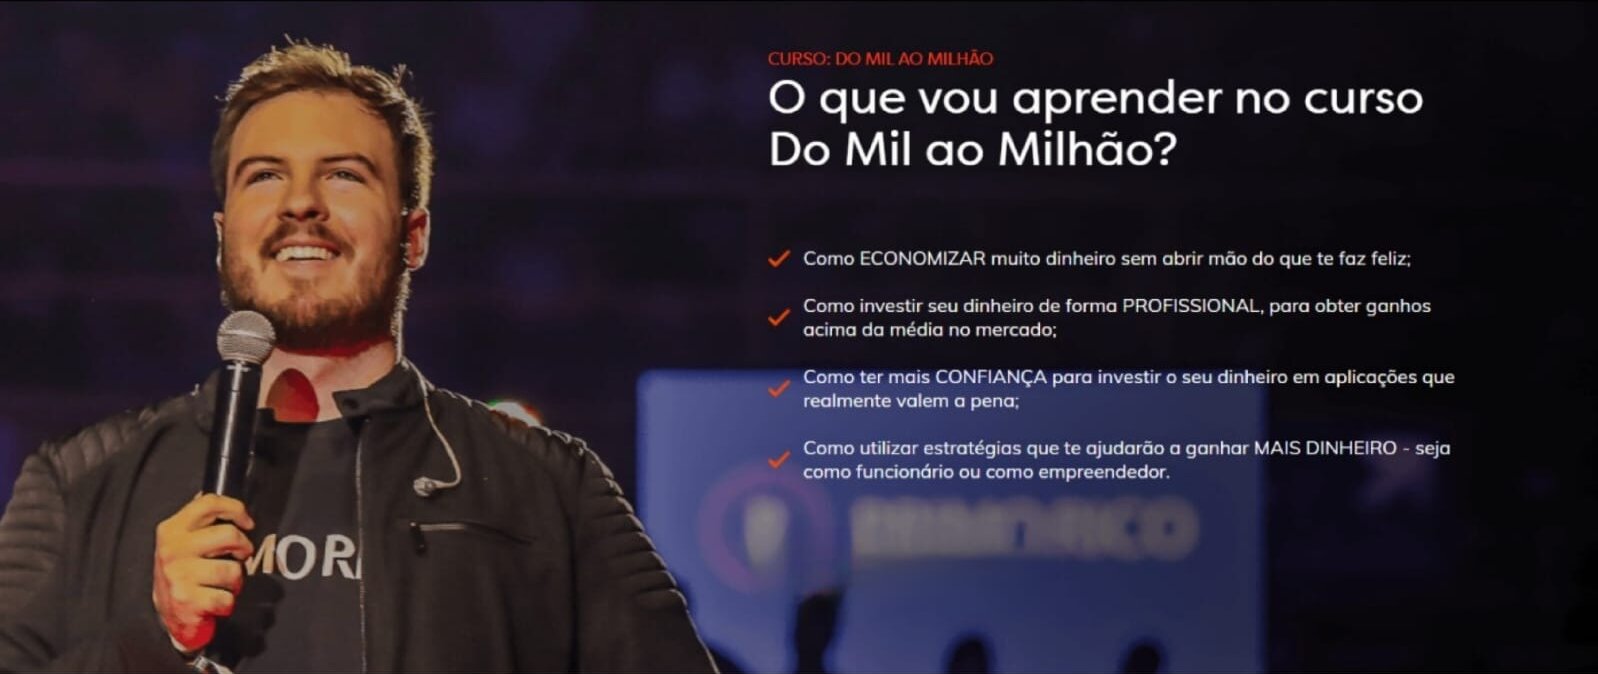 CURSO: DO MIL AO MILHÃO
O que vou aprender no curso
Do Mil ao Milhão?
Como ECONOMIZAR muito dinheiro sem abrir mão do que te faz feliz;
Como investir seu dinheiro de forma PROFISSIONAL, para obter ganhos
acima da média no mercado;
Como ter mais CONFIANÇA para investir o seu dinheiro em aplicações que
realmente valem a pena;
Como utilizar estratégias que te ajudarão a ganhar MAIS DINHEIRO - seja
como funcionário ou como empreendedor.